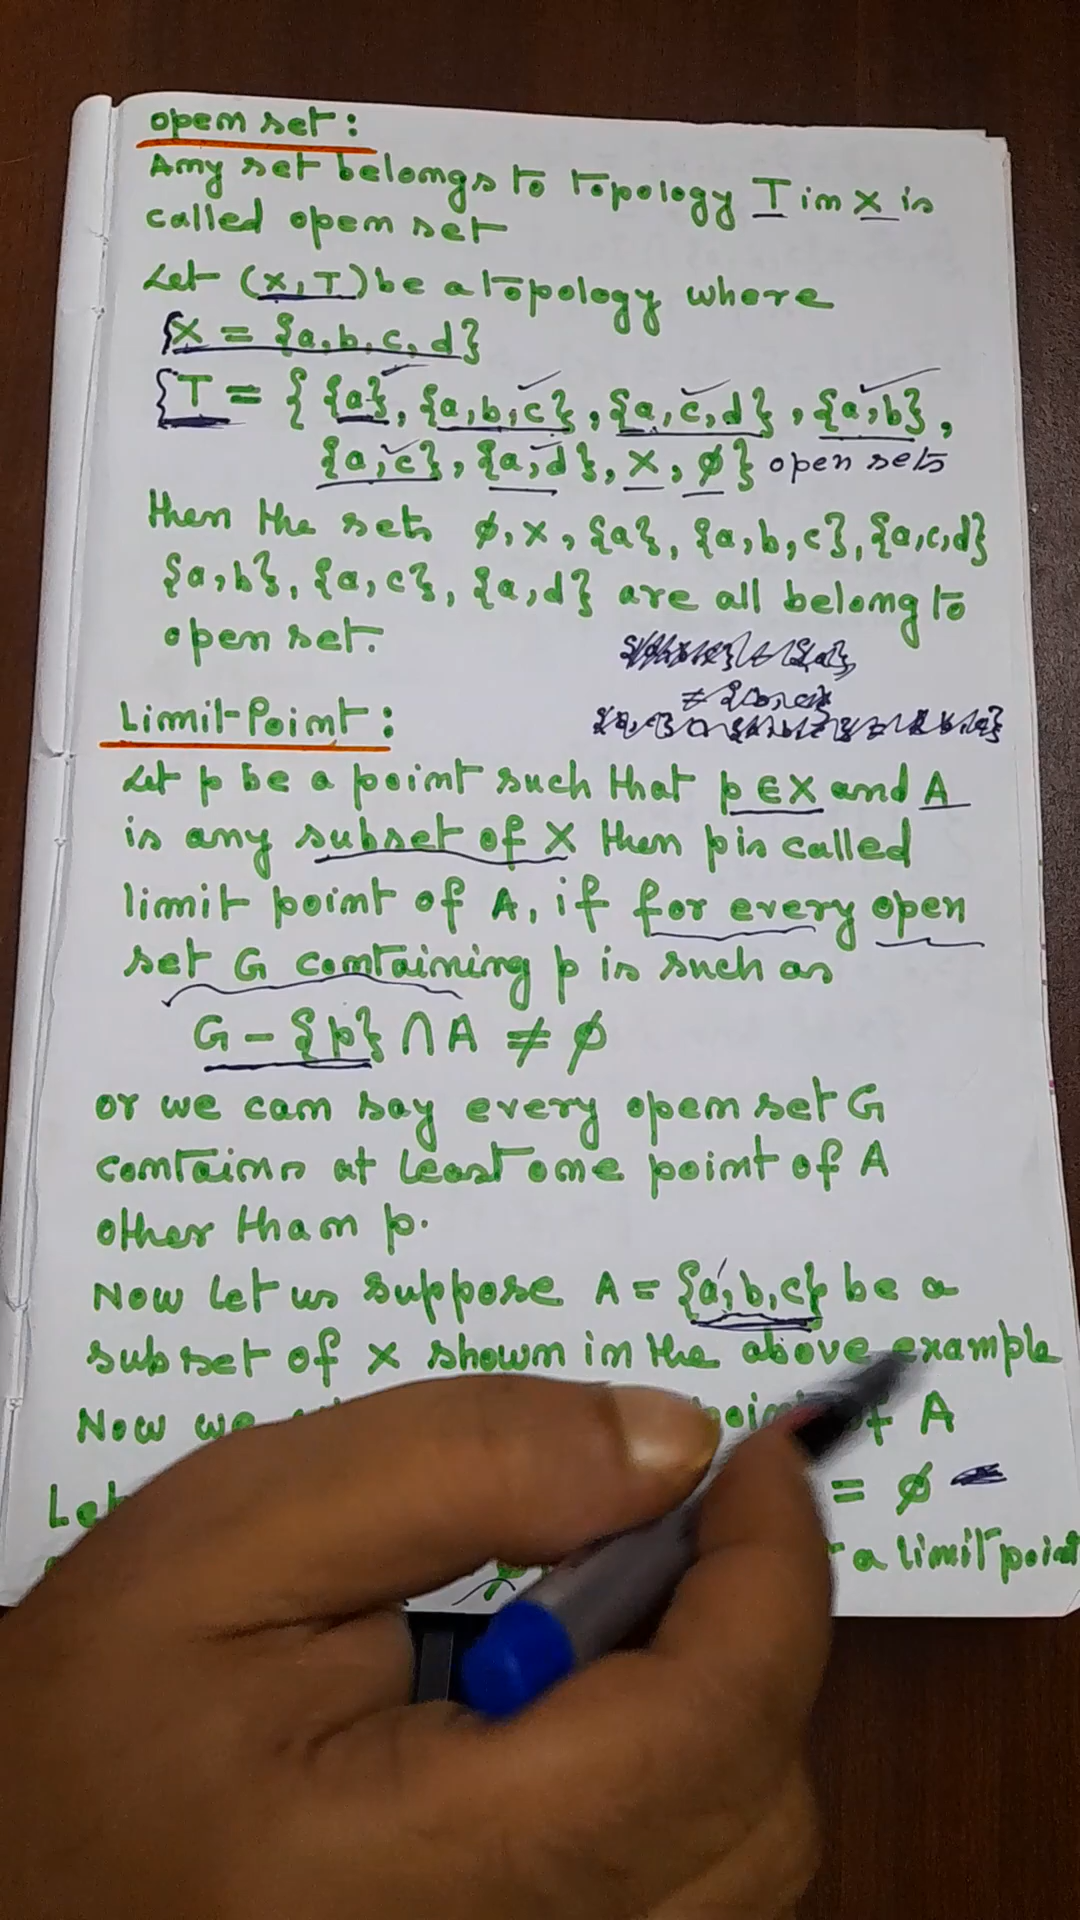 open set:
Any set belongs to topology T in X is
called open set
Let (X, T) be a topology where
X = {a, b, c, d}
T = { {a}, {a, b, c}, {a, c, d}, {a, b},
{a, c}, {a, d}, X, φ} open sets
then the sets φ, X, {a}, {a, b, c}, {a, c, d}
{a, b}, {a, c}, {a, d} are all belong to
open set.
Limit-Point:
Let p be a point such that p ∈ X and A
is any subset of X then p is called
limit point of A, if for every open
set G containing p is such as
G - {p} ∩ A ≠ φ
or we can say every open set G
contains at least one point of A
other than p.
Now let us suppose A = {a, b, c} be a
subset of X shown in the above example
Now we of A
Let = φ
a limit point